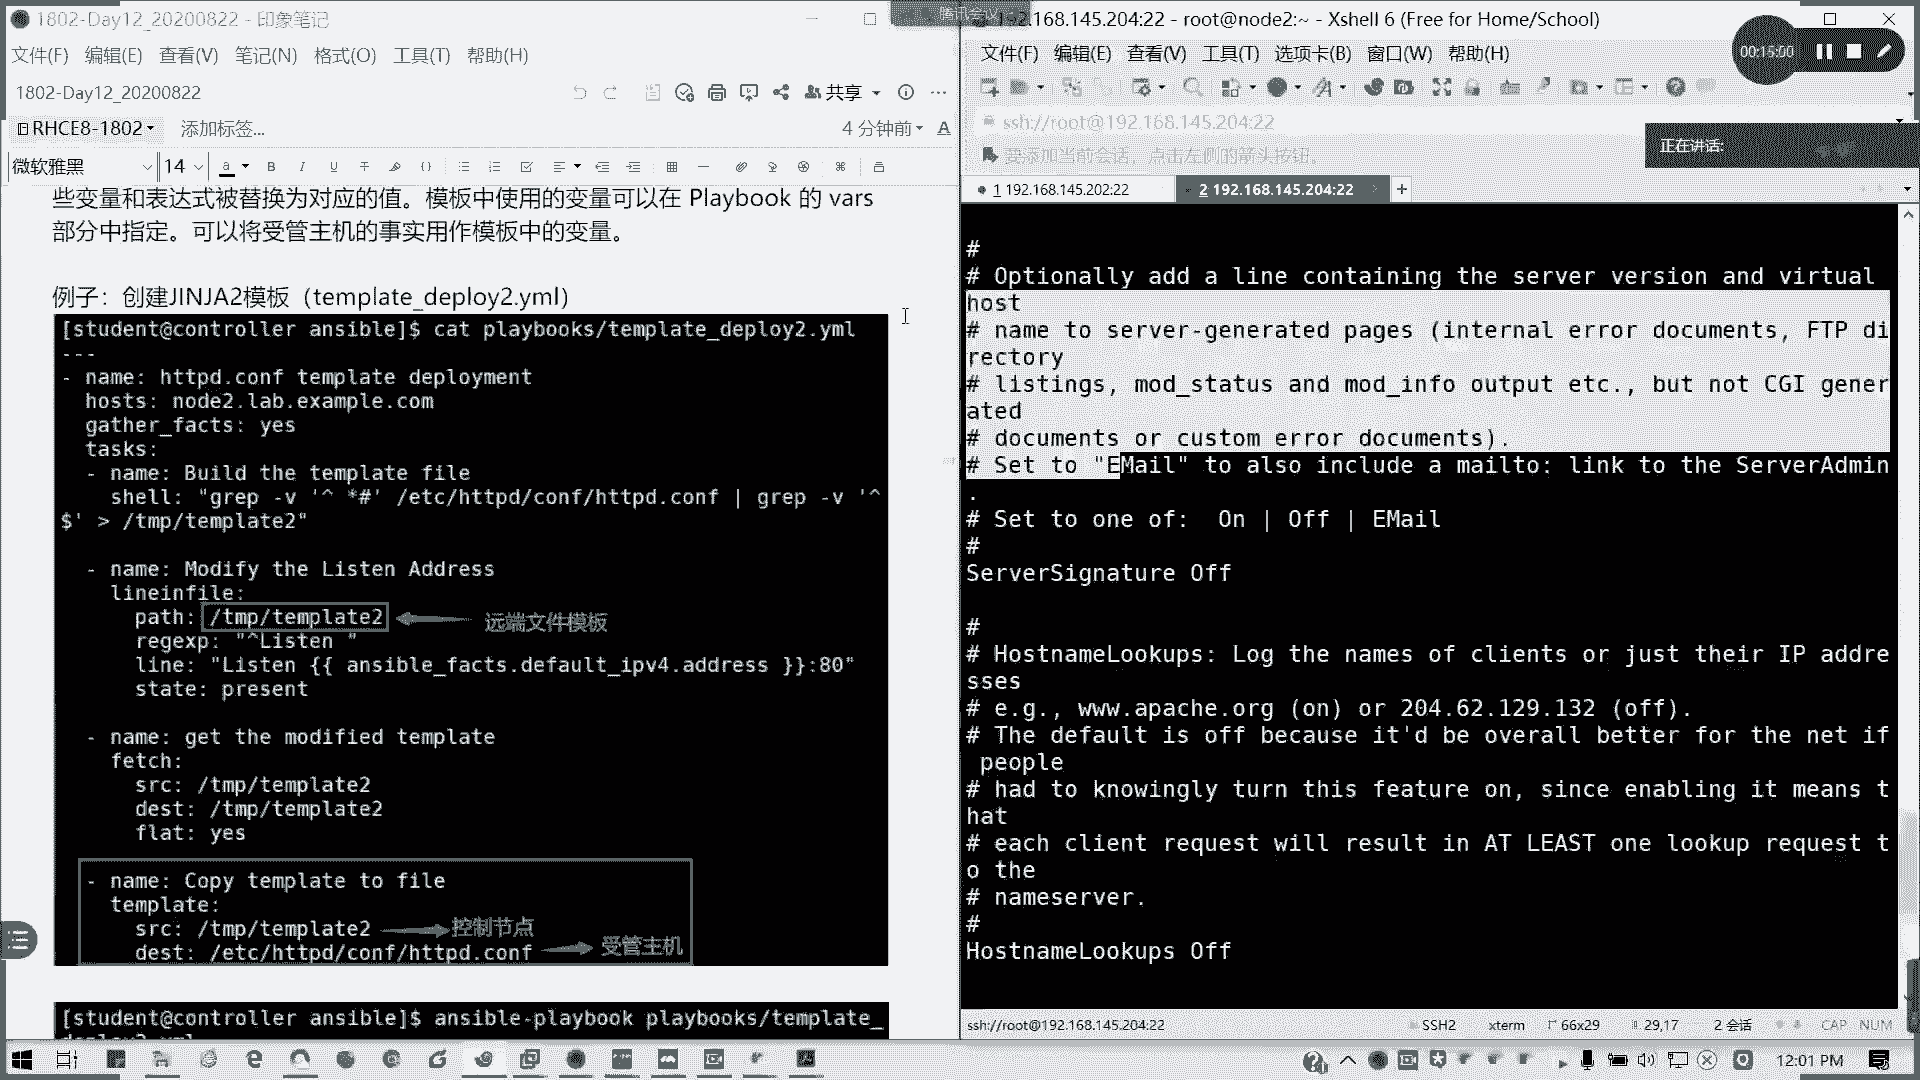 1802-Day12_20200822 - 印象笔记
文件(F) 编辑(E) 查看(V) 笔记(N) 格式(O) 工具(T) 帮助(H)
1802-Day12_20200822
共享
RHCE8-1802
添加标签...
4 分钟前
微软雅黑
14
些变量和表达式被替换为对应的值。模板中使用的变量可以在 Playbook 的 vars
部分中指定。可以将受管主机的事实用作模板中的变量。
例子：创建JINJA2模板（template_deploy2.yml）
[student@controller ansible]$ cat playbooks/template_deploy2.yml
---
- name: httpd.conf template deployment
hosts: node2.lab.example.com
gather_facts: yes
tasks:
- name: Build the template file
shell: "grep -v '^ *#' /etc/httpd/conf/httpd.conf | grep -v '^
$' > /tmp/template2"
- name: Modify the Listen Address
lineinfile:
path: /tmp/template2
远端文件模板
regexp: "^Listen "
line: "Listen {{ ansible_facts.default_ipv4.address }}:80"
state: present
- name: get the modified template
fetch:
src: /tmp/template2
dest: /tmp/template2
flat: yes
- name: Copy template to file
template:
src: /tmp/template2
控制节点
dest: /etc/httpd/conf/httpd.conf
受管主机
[student@controller ansible]$ ansible-playbook playbooks/template_
deploy2.yml
腾讯会议
192.168.145.204:22 - root@node2:~ - Xshell 6 (Free for Home/School)
文件(F) 编辑(E) 查看(V) 工具(T) 选项卡(B) 窗口(W) 帮助(H)
00:15:00
ssh://root@192.168.145.204:22
要添加当前会话，点击左侧的箭头按钮。
正在讲话:
1 192.168.145.202:22
2 192.168.145.204:22
#
# Optionally add a line containing the server version and virtual
host
# name to server-generated pages (internal error documents, FTP di
rectory
# listings, mod_status and mod_info output etc., but not CGI gener
ated
# documents or custom error documents).
# Set to "EMail" to also include a mailto: link to the ServerAdmin
.
# Set to one of:  On | Off | EMail
#
ServerSignature Off
#
# HostnameLookups: Log the names of clients or just their IP addre
sses
# e.g., www.apache.org (on) or 204.62.129.132 (off).
# The default is off because it'd be overall better for the net if
people
# had to knowingly turn this feature on, since enabling it means t
hat
# each client request will result in AT LEAST one lookup request t
o the
# nameserver.
#
HostnameLookups Off
ssh://root@192.168.145.204:22
SSH2
xterm
66x29
29,17
2 会话
CAP NUM
12:01 PM